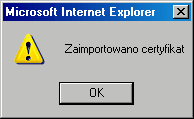 Microsoft Internet Explorer
Zaimportowano certyfikat
OK